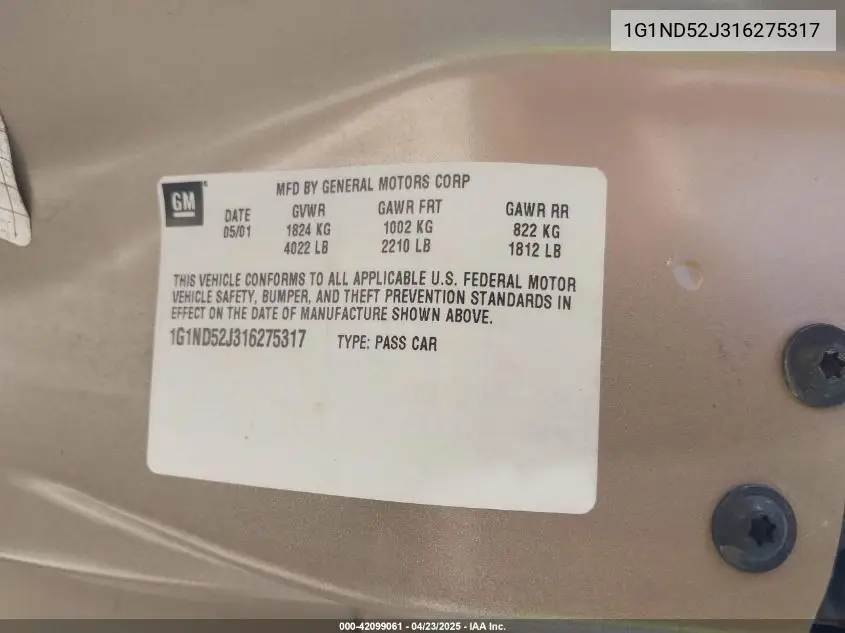 1G1ND52J316275317
GM
MFD BY GENERAL MOTORS CORP
DATE GVWR GAWR FRT GAWR RR
05/01 1824 KG 1002 KG 822 KG
4022 LB 2210 LB 1812 LB
THIS VEHICLE CONFORMS TO ALL APPLICABLE U.S. FEDERAL MOTOR
VEHICLE SAFETY, BUMPER, AND THEFT PREVENTION STANDARDS IN
EFFECT ON THE DATE OF MANUFACTURE SHOWN ABOVE.
1G1ND52J316275317 TYPE: PASS CAR
000-42099061 - 04/23/2025 - IAA Inc.